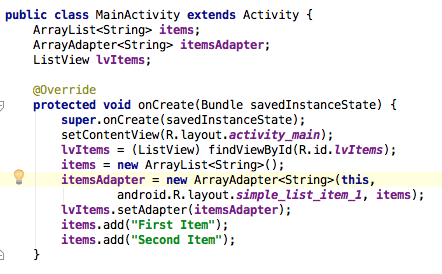 public class MainActivity extends Activity {
    ArrayList<String> items;
    ArrayAdapter<String> itemsAdapter;
    ListView lvItems;

    @Override
    protected void onCreate(Bundle savedInstanceState) {
        super.onCreate(savedInstanceState);
        setContentView(R.layout.activity_main);
        lvItems = (ListView) findViewById(R.id.lvItems);
        items = new ArrayList<String>();
        itemsAdapter = new ArrayAdapter<String>(this,
                android.R.layout.simple_list_item_1, items);
        lvItems.setAdapter(itemsAdapter);
        items.add("First Item");
        items.add("Second Item");
    }